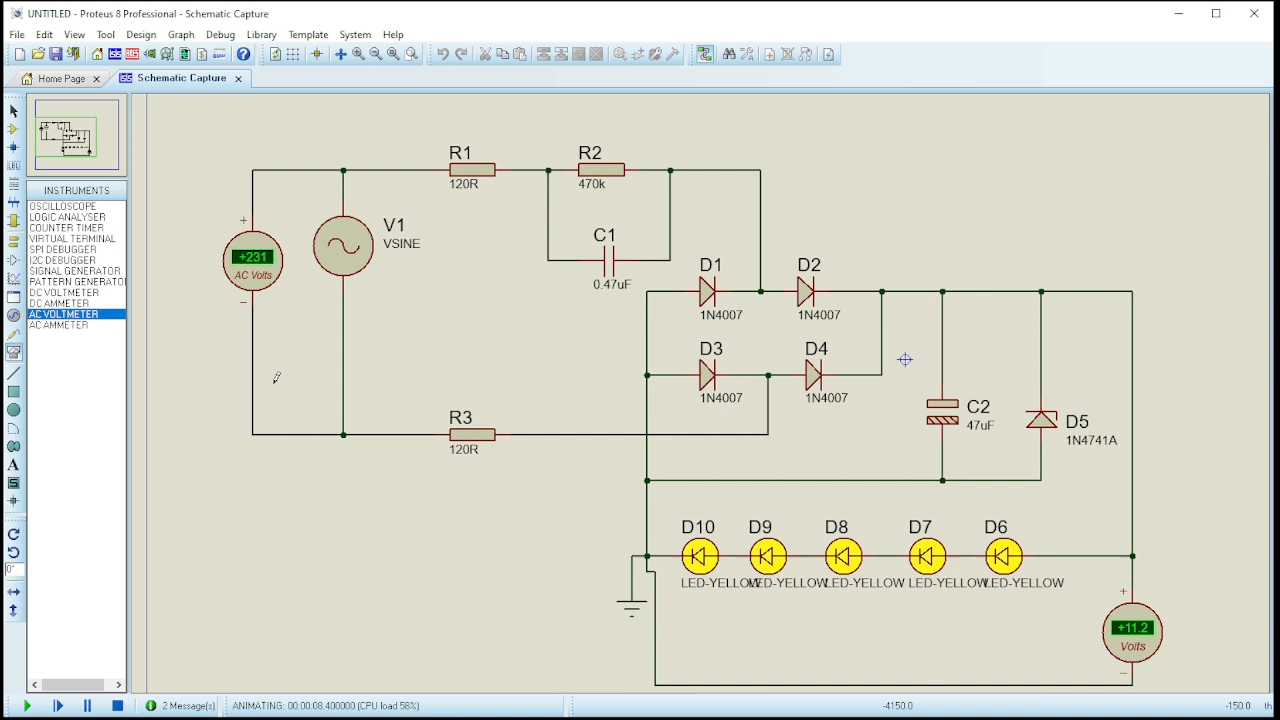 UNTITLED - Proteus 8 Professional - Schematic Capture
File Edit View Tool Design Graph Debug Library Template System Help
Home Page
Schematic Capture
INSTRUMENTS
OSCILLOSCOPE
LOGIC ANALYSER
COUNTER TIMER
VIRTUAL TERMINAL
SPI DEBUGGER
I2C DEBUGGER
SIGNAL GENERATOR
PATTERN GENERATO
DC VOLTMETER
DC AMMETER
AC VOLTMETER
AC AMMETER
R1
120R
R2
470k
C1
0.47uF
V1
VSINE
+231
AC Volts
D1
1N4007
D2
1N4007
D3
1N4007
D4
1N4007
R3
120R
C2
47uF
D5
1N4741A
D10
LED-YELLOW
D9
LED-YELLOW
D8
LED-YELLOW
D7
LED-YELLOW
D6
LED-YELLOW
+11.2
Volts
2 Message(s)
ANIMATING: 00:00:08.400000 (CPU load 58%)
-4150.0
-150.0
th